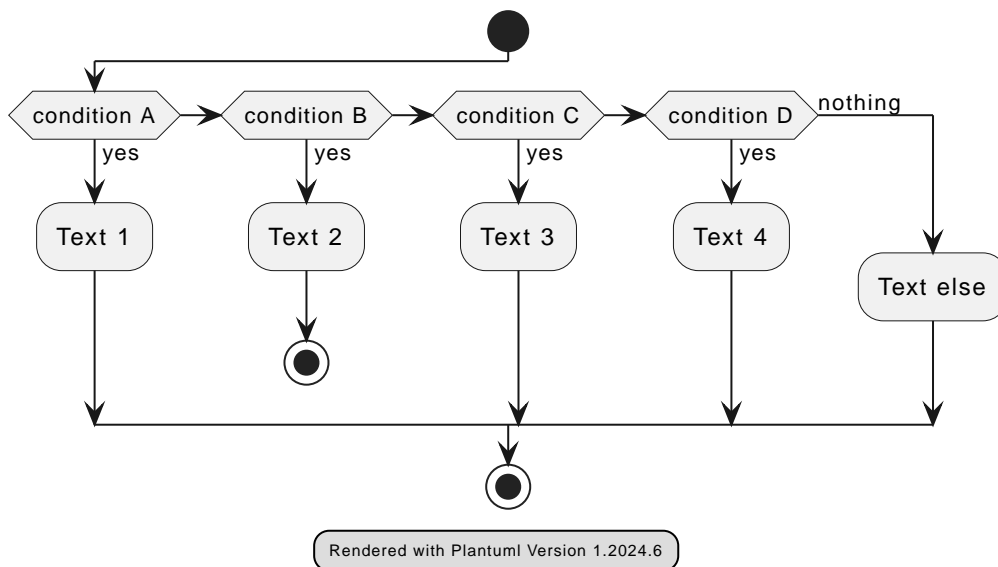 condition A
condition B
condition C
condition D
nothing
yes
yes
yes
yes
Text 1
Text 2
Text 3
Text 4
Text else
Rendered with Plantuml Version 1.2024.6